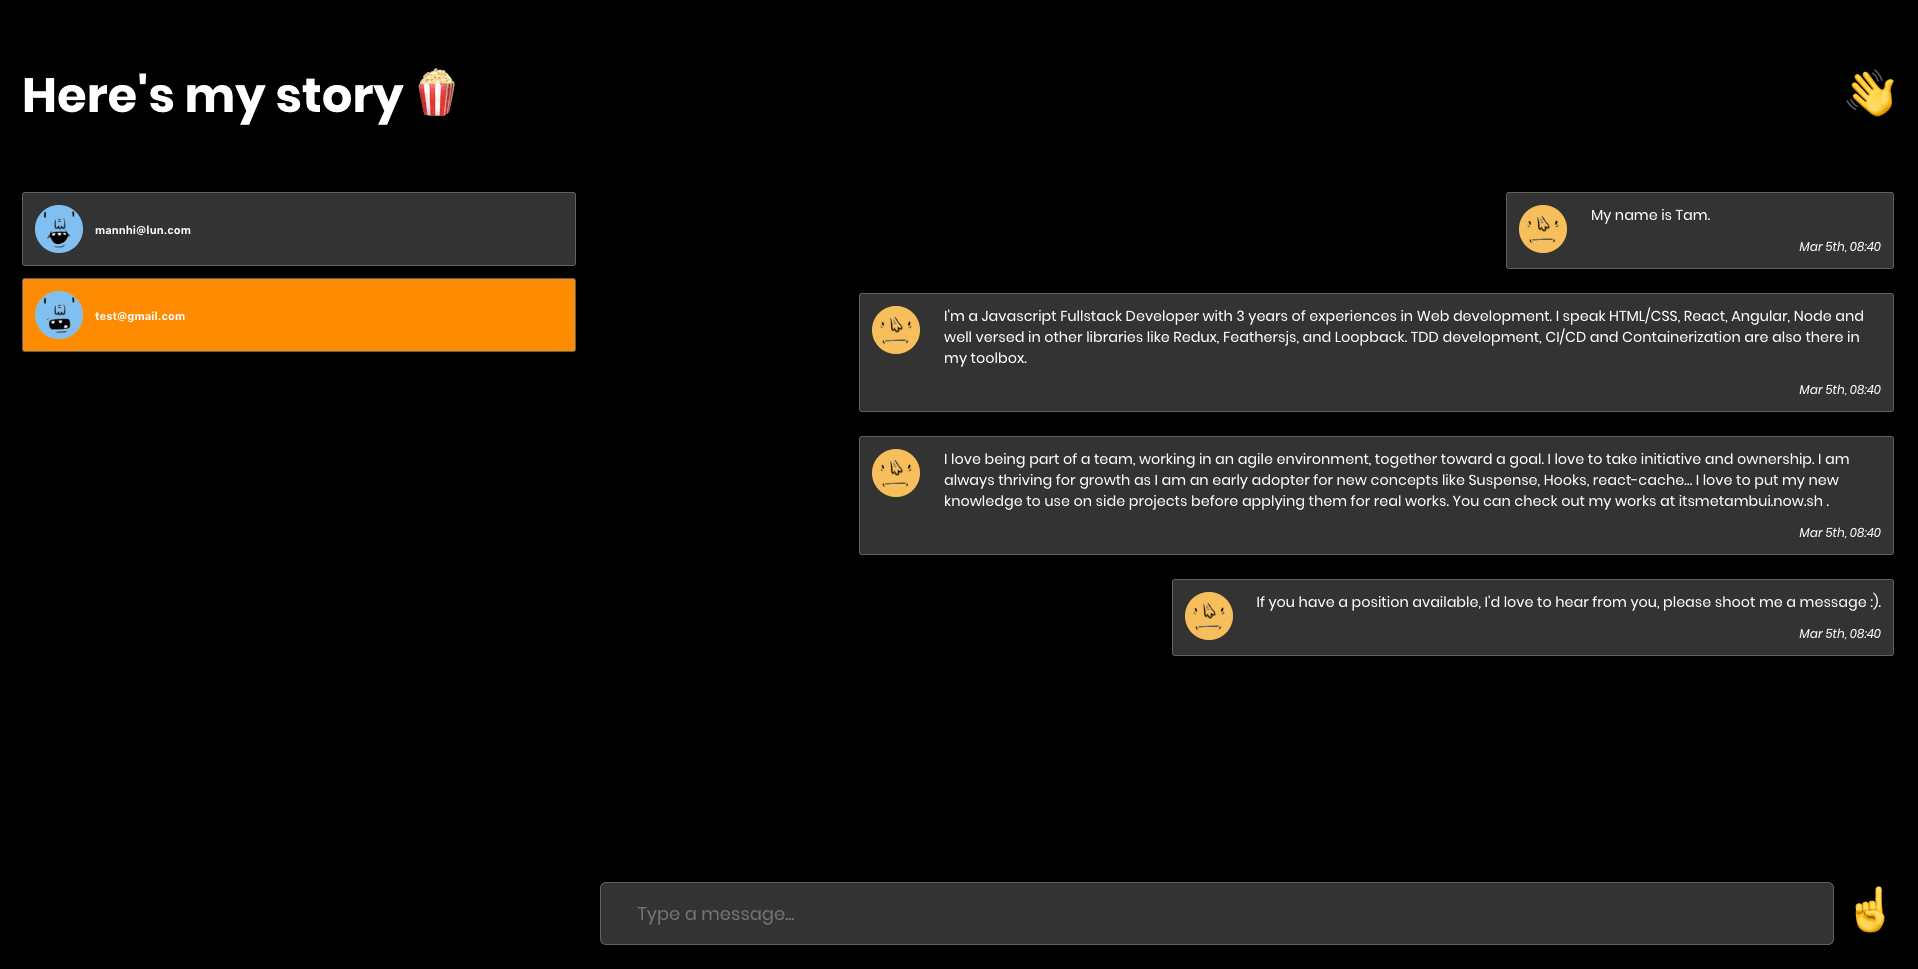 Here's my story 🍿
👋
mannhi@lun.com
test@gmail.com
My name is Tam.
Mar 5th, 08:40
I'm a Javascript Fullstack Developer with 3 years of experiences in Web development. I speak HTML/CSS, React, Angular, Node and
well versed in other libraries like Redux, Feathersjs, and Loopback. TDD development, CI/CD and Containerization are also there in
my toolbox.
Mar 5th, 08:40
I love being part of a team, working in an agile environment, together toward a goal. I love to take initiative and ownership. I am
always thriving for growth as I am an early adopter for new concepts like Suspense, Hooks, react-cache... I love to put my new
knowledge to use on side projects before applying them for real works. You can check out my works at itsmetambui.now.sh .
Mar 5th, 08:40
If you have a position available, I'd love to hear from you, please shoot me a message :).
Mar 5th, 08:40
Type a message...
☝